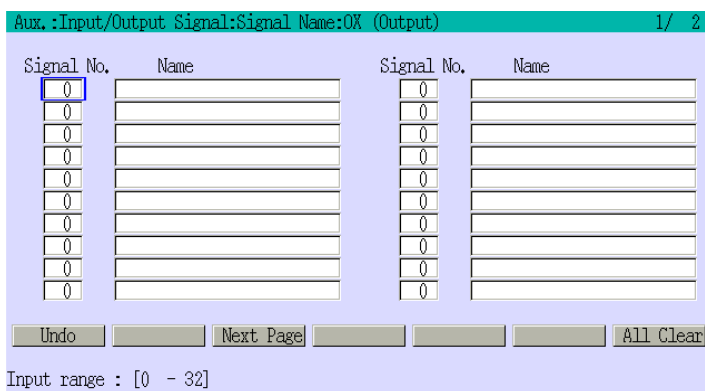 Aux.:Input/Output Signal:Signal Name:OX (Output) 1/ 2
Signal No. Name Signal No. Name
0 0
0 0
0 0
0 0
0 0
0 0
0 0
0 0
0 0
0 0
Undo Next Page All Clear
Input range : [0 - 32]